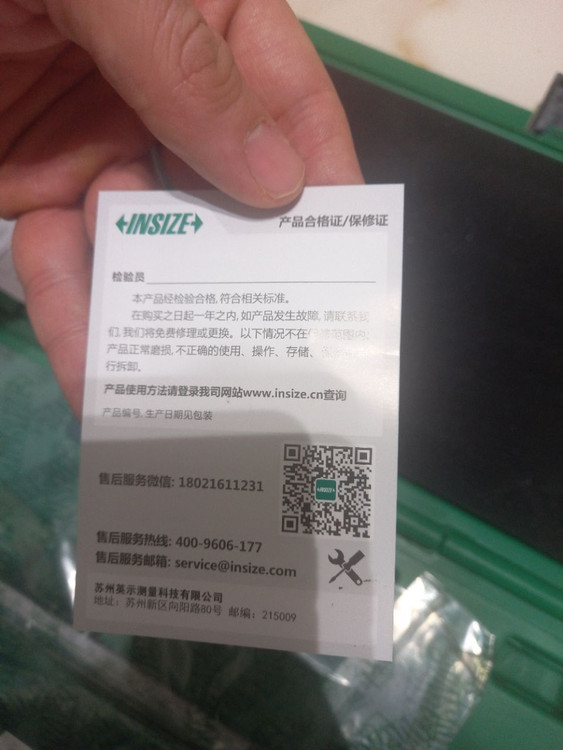 INSIZE
产品合格证/保修证
检验员
本产品经检验合格,符合相关标准。
在购买之日起一年之内,如产品发生故障,请联系我
们,我们将免费修理或更换。以下情况不在
产品正常磨损,不正确的使用、操作、存储、
行拆卸。
产品使用方法请登录我司网站www.insize.cn查询
产品编号,生产日期见包装
售后服务微信: 18021611231
INSIZE
售后服务热线: 400-9606-177
售后服务邮箱: service@insize.com
苏州英示测量科技有限公司
地址: 苏州新区向阳路80号 邮编: 215009